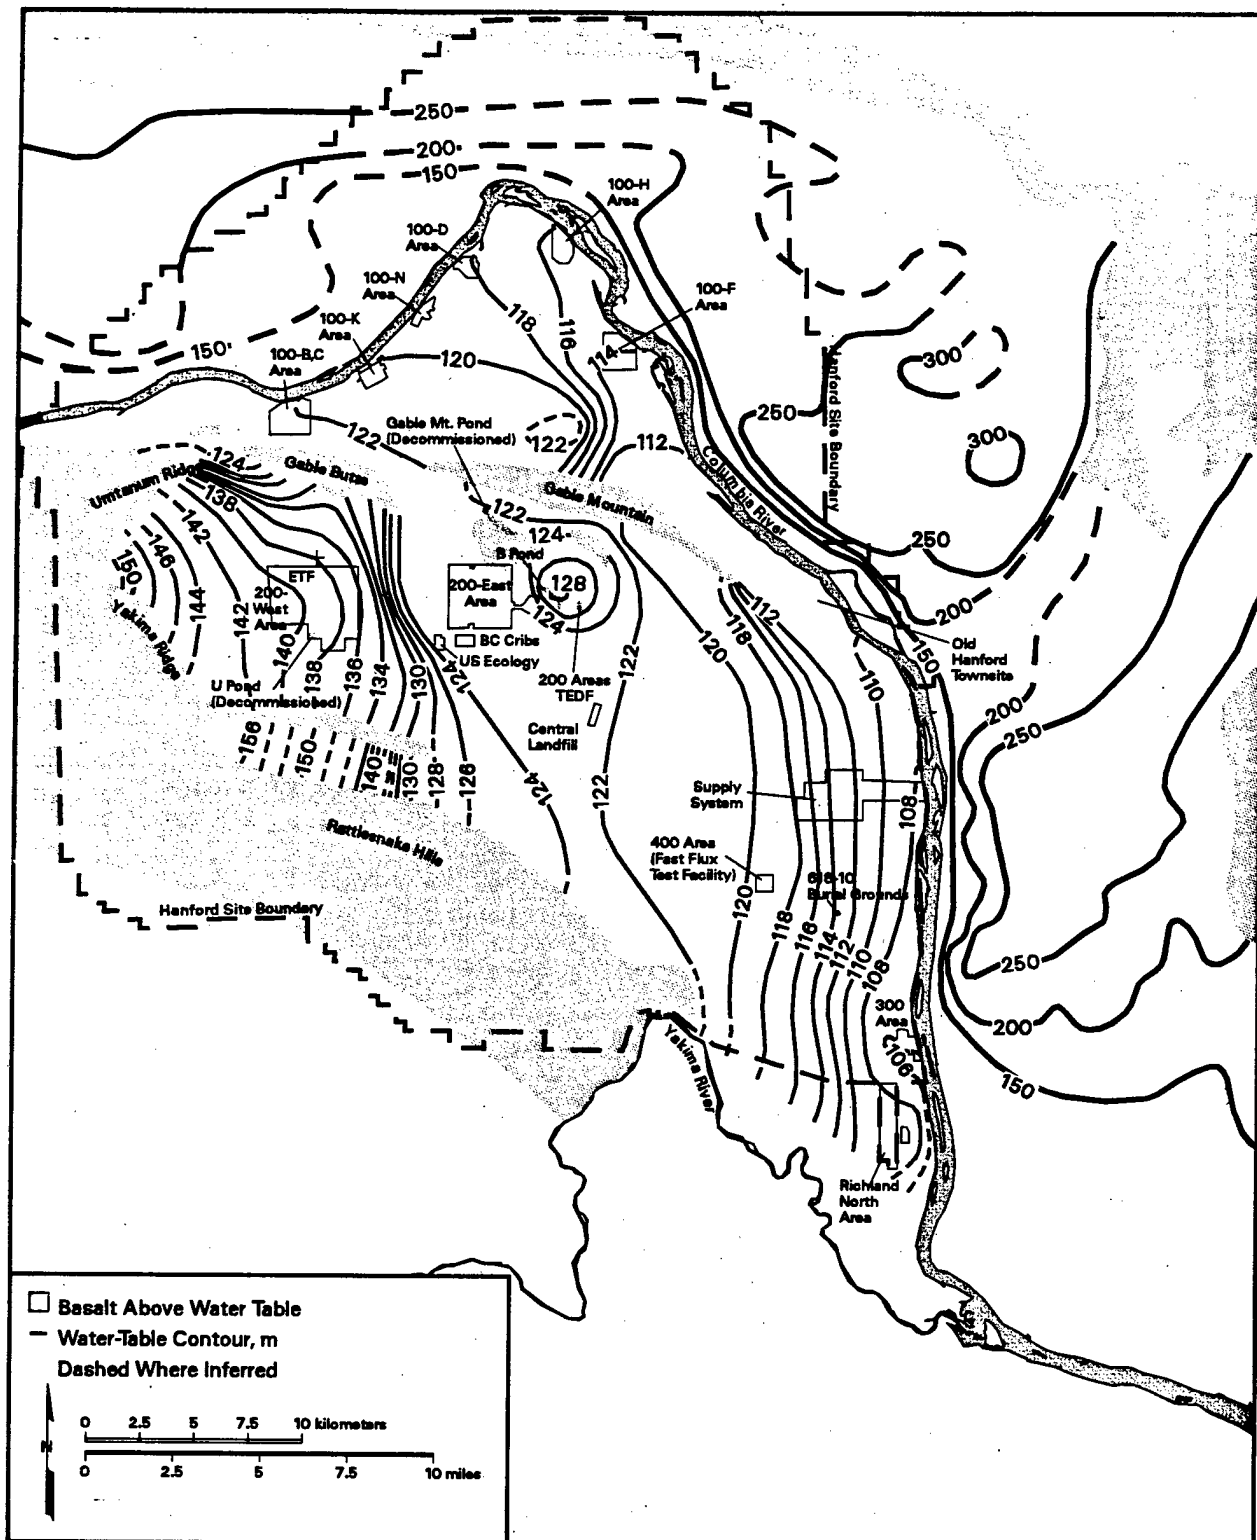 250
200
150
100-H
Area
100-D
Area
100-N
Area
100-F
Area
100-K
Area
118
116
114
150
100-B,C
Area
120
300
250
Hanford Site Boundary
122
Gable Mt. Pond
(Decommissioned)
122
112
300
124
Umtanum Ridge
Gable Butte
Gable Mountain
Columbia River
138
142
146
150
144
122
124
B Pond
128
250
ETF
200-
West
Area
200-East
Area
124
112
118
200
Yakima Ridge
142
140
138
136
134
130
BC Cribs
US Ecology
124
122
120
110
150
Old
Hanford
Townsite
U Pond
(Decommissioned)
200 Areas
TEDF
200
156
150
140
130
128
126
Central
Landfill
250
124
122
Supply
System
108
Rattlesnake Hills
400 Area
(Fast Flux
Test Facility)
618-10
Burial Grounds
120
118
116
114
112
110
108
Hanford Site Boundary
250
300
Area
200
106
Yakima River
150
Richland
North
Area
Basalt Above Water Table
Water-Table Contour, m
Dashed Where Inferred
N
0 2.5 5 7.5 10 kilometers
0 2.5 5 7.5 10 miles